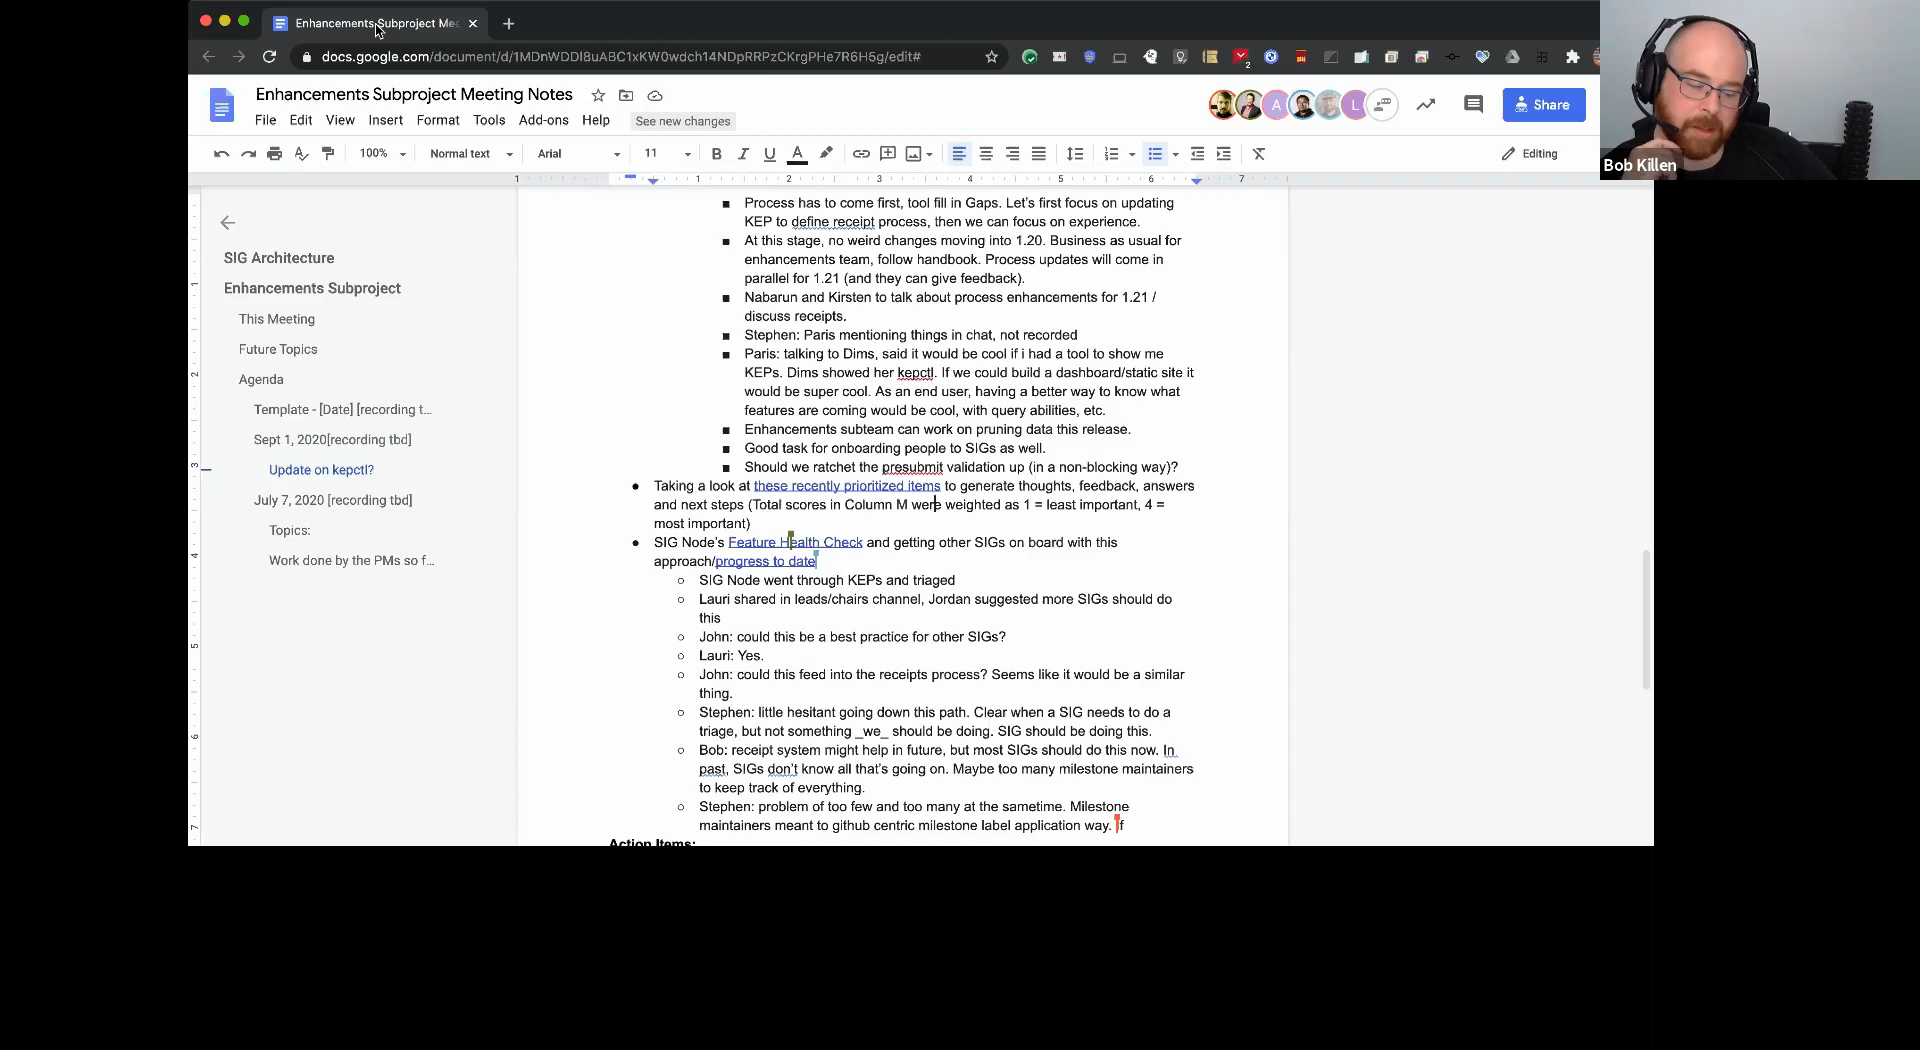 Enhancements Subproject Me
docs.google.com/document/d/1MDnWDDl8uABC1xKW0wdch14NDpRRPzCKrgPHe7R6H5g/edit#
2
Enhancements Subproject Meeting Notes
A
L
Share
File Edit View Insert Format Tools Add-ons Help See new changes
100% Normal text Arial 11 B I U A Editing
Bob Killen
1 1 2 3 4 5 6 7
SIG Architecture
Enhancements Subproject
This Meeting
Future Topics
Agenda
Template - [Date] [recording t...
Sept 1, 2020[recording tbd]
Update on kepctl?
July 7, 2020 [recording tbd]
Topics:
Work done by the PMs so f...
1
2
3
4
5
6
7
■ Process has to come first, tool fill in Gaps. Let's first focus on updating
KEP to define receipt process, then we can focus on experience.
■ At this stage, no weird changes moving into 1.20. Business as usual for
enhancements team, follow handbook. Process updates will come in
parallel for 1.21 (and they can give feedback).
■ Nabarun and Kirsten to talk about process enhancements for 1.21 /
discuss receipts.
■ Stephen: Paris mentioning things in chat, not recorded
■ Paris: talking to Dims, said it would be cool if i had a tool to show me
KEPs. Dims showed her kepctl. If we could build a dashboard/static site it
would be super cool. As an end user, having a better way to know what
features are coming would be cool, with query abilities, etc.
■ Enhancements subteam can work on pruning data this release.
■ Good task for onboarding people to SIGs as well.
■ Should we ratchet the presubmit validation up (in a non-blocking way)?
● Taking a look at these recently prioritized items to generate thoughts, feedback, answers
and next steps (Total scores in Column M were weighted as 1 = least important, 4 =
most important)
● SIG Node's Feature Health Check and getting other SIGs on board with this
approach/progress to date
○ SIG Node went through KEPs and triaged
○ Lauri shared in leads/chairs channel, Jordan suggested more SIGs should do
this
○ John: could this be a best practice for other SIGs?
○ Lauri: Yes.
○ John: could this feed into the receipts process? Seems like it would be a similar
thing.
○ Stephen: little hesitant going down this path. Clear when a SIG needs to do a
triage, but not something _we_ should be doing. SIG should be doing this.
○ Bob: receipt system might help in future, but most SIGs should do this now. In
past, SIGs don't know all that's going on. Maybe too many milestone maintainers
to keep track of everything.
○ Stephen: problem of too few and too many at the sametime. Milestone
maintainers meant to github centric milestone label application way. If
Action Items: